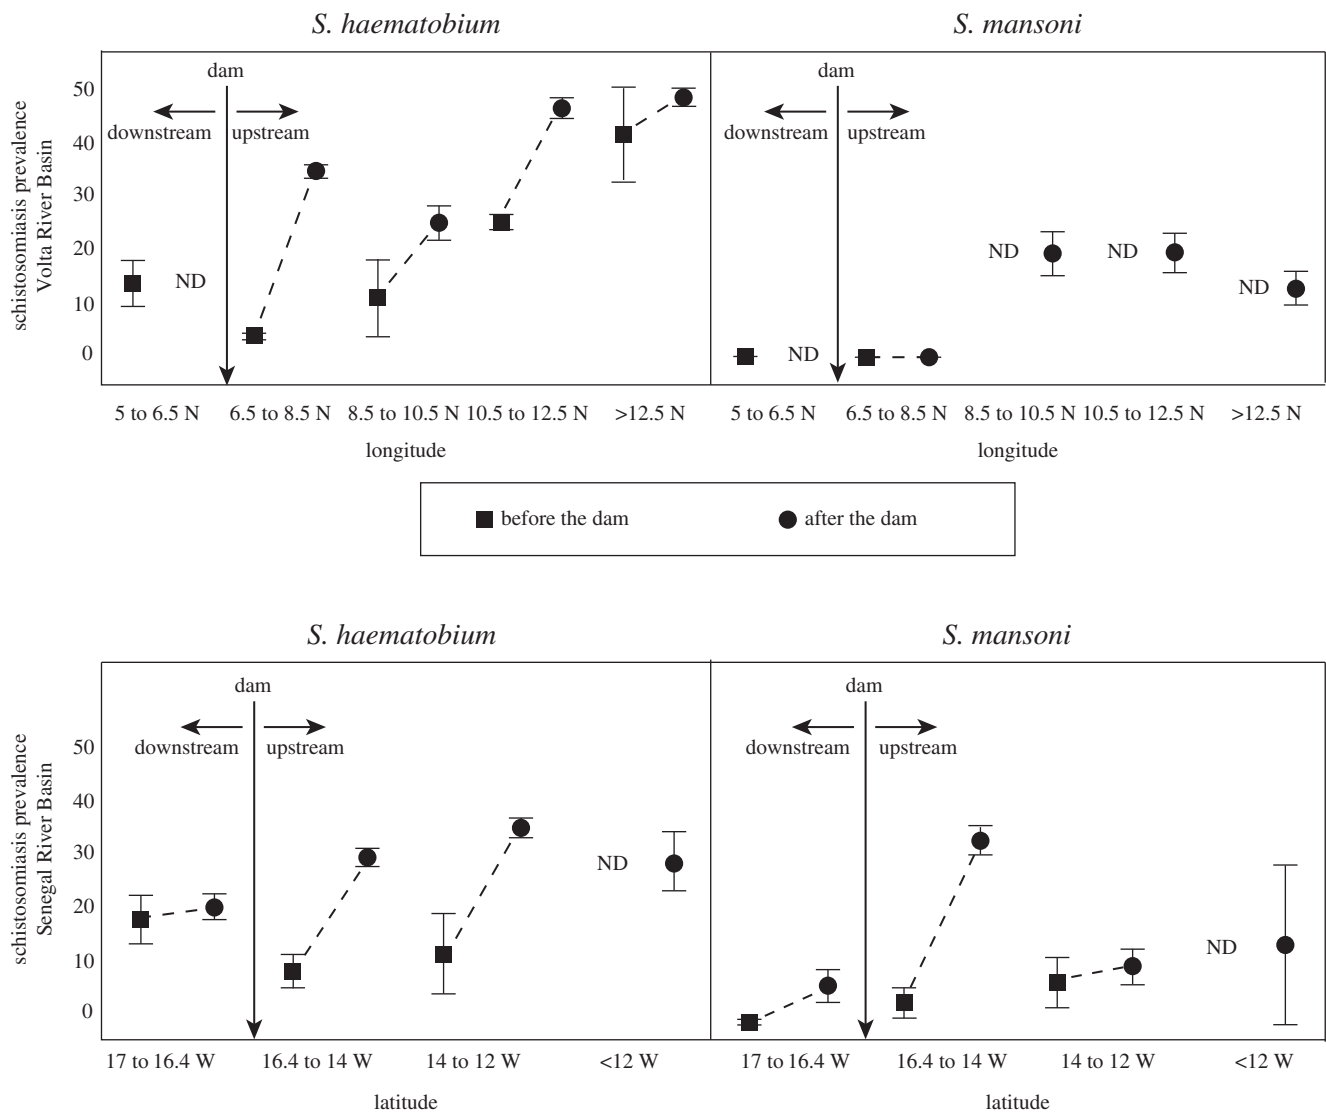 S. haematobium
S. mansoni
schistosomiasis prevalence
Volta River Basin
50
40
30
20
10
0
dam
downstream
upstream
ND
dam
downstream
upstream
ND
ND
ND
ND
5 to 6.5 N
6.5 to 8.5 N
8.5 to 10.5 N
10.5 to 12.5 N
>12.5 N
longitude
5 to 6.5 N
6.5 to 8.5 N
8.5 to 10.5 N
10.5 to 12.5 N
>12.5 N
longitude
before the dam
after the dam
S. haematobium
S. mansoni
schistosomiasis prevalence
Senegal River Basin
50
40
30
20
10
0
dam
downstream
upstream
ND
dam
downstream
upstream
ND
17 to 16.4 W
16.4 to 14 W
14 to 12 W
<12 W
latitude
17 to 16.4 W
16.4 to 14 W
14 to 12 W
<12 W
latitude